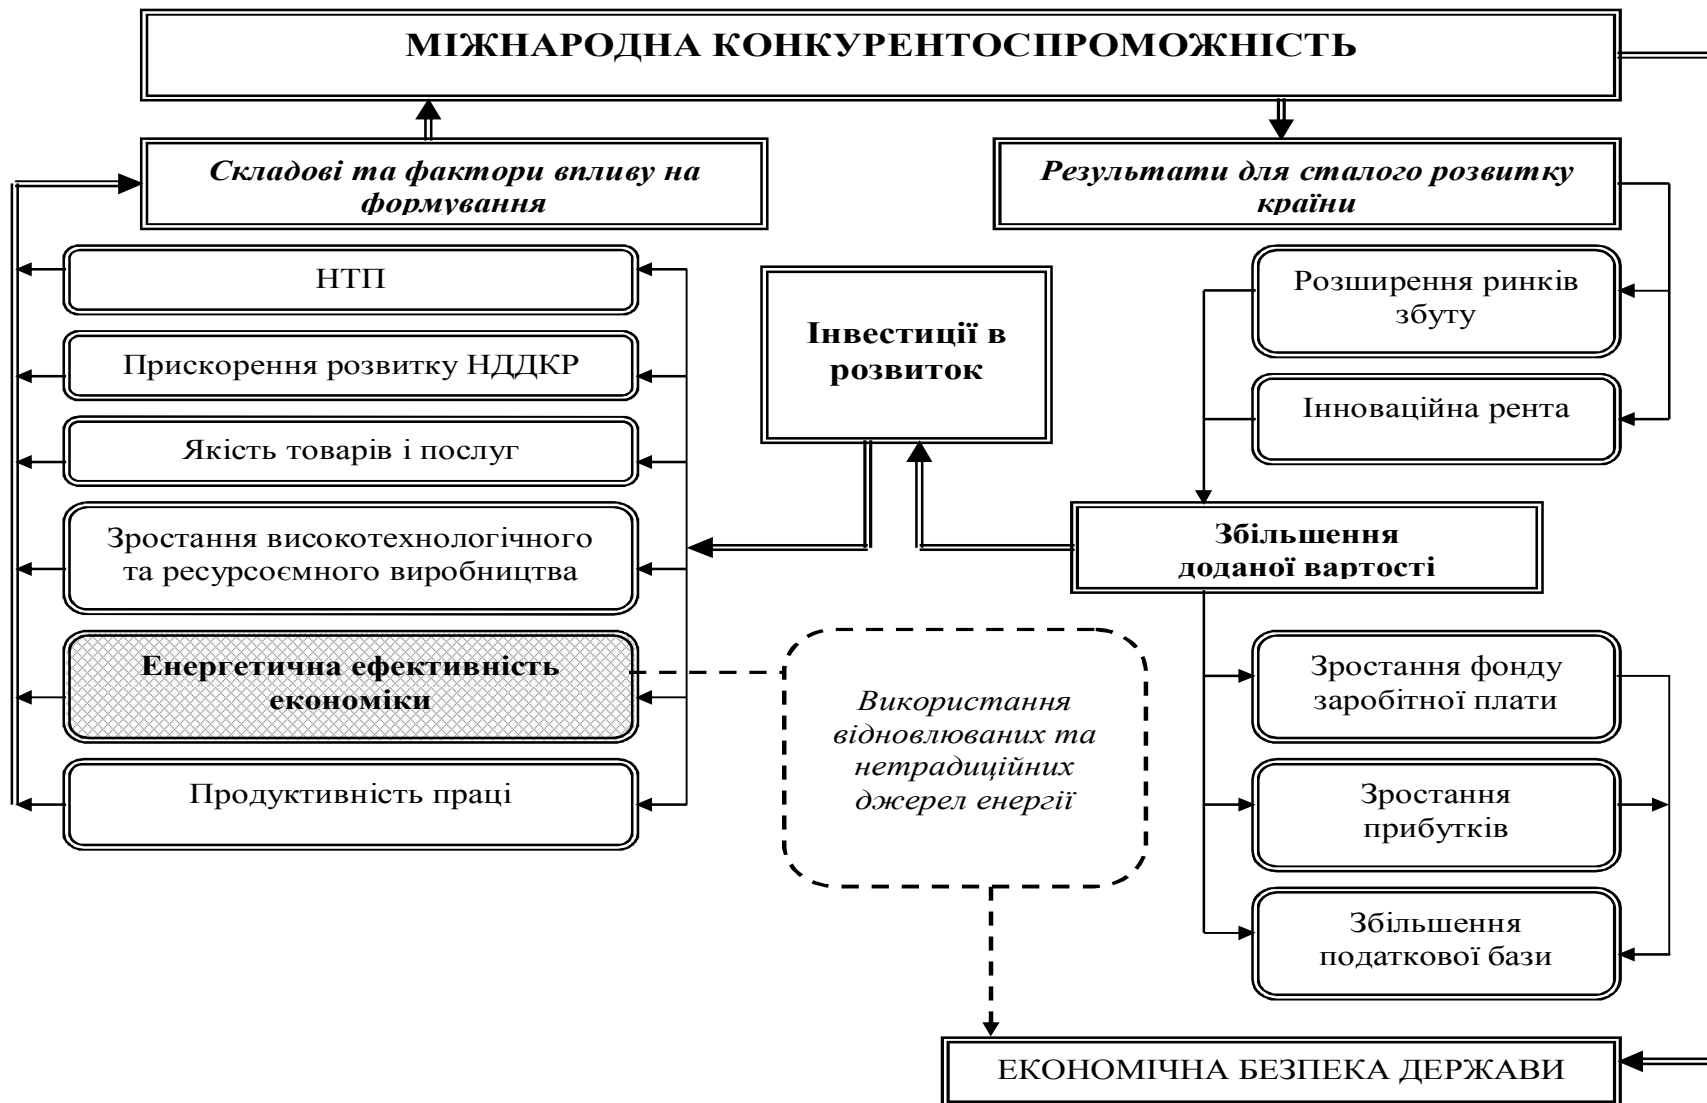 МІЖНАРОДНА КОНКУРЕНТОСПРОМОЖНІСТЬ
Складові та фактори впливу на
формування
Результати для сталого розвитку
країни
НТП
Прискорення розвитку НДДКР
Якість товарів і послуг
Зростання високотехнологічного
та ресурсоємного виробництва
Енергетична ефективність
економіки
Продуктивність праці
Інвестиції в
розвиток
Розширення ринків
збуту
Інноваційна рента
Збільшення
доданої вартості
Використання
відновлюваних та
нетрадиційних
джерел енергії
Зростання фонду
заробітної плати
Зростання
прибутків
Збільшення
податкової бази
ЕКОНОМІЧНА БЕЗПЕКА ДЕРЖАВИ